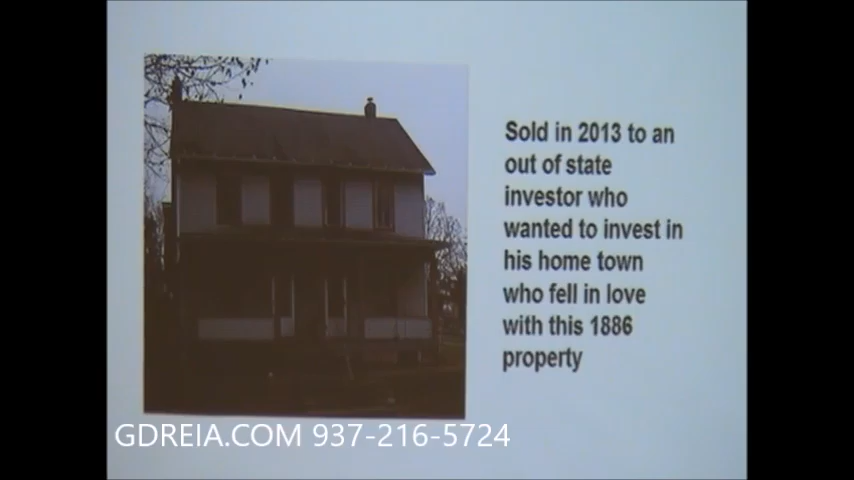 Sold in 2013 to an
out of state
investor who
wanted to invest in
his home town
who fell in love
with this 1886
property
GDREIA.COM 937-216-5724